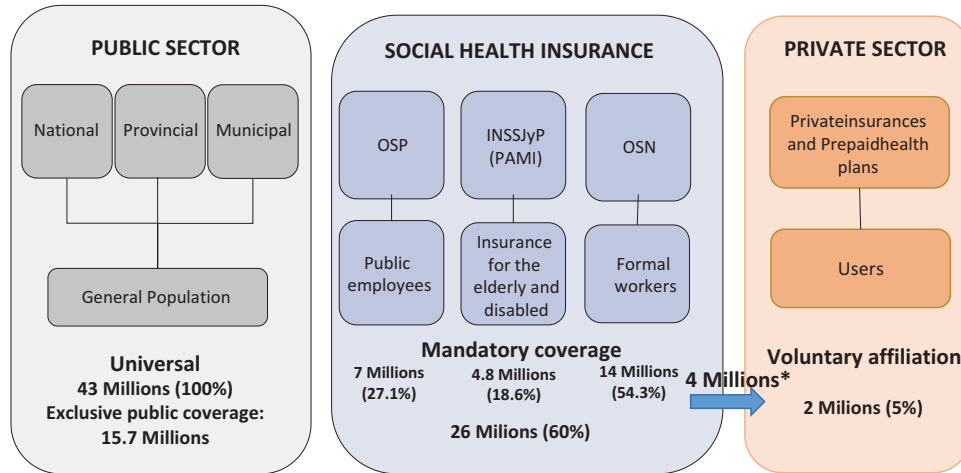 PUBLIC SECTOR
National
Provincial
Municipal
General Population
Universal
43 Millions (100%)
Exclusive public coverage:
15.7 Millions
SOCIAL HEALTH INSURANCE
OSP
INSSJyP
(PAMI)
OSN
Public
employees
Insurance
for the
elderly and
disabled
Formal
workers
Mandatory coverage
7 Millions
(27.1%)
4.8 Millions
(18.6%)
14 Millions
(54.3%)
26 Milions (60%)
4 Millions*
PRIVATE SECTOR
Privateinsurances
and Prepaidhealth
plans
Users
Voluntary affiliation
2 Milions (5%)